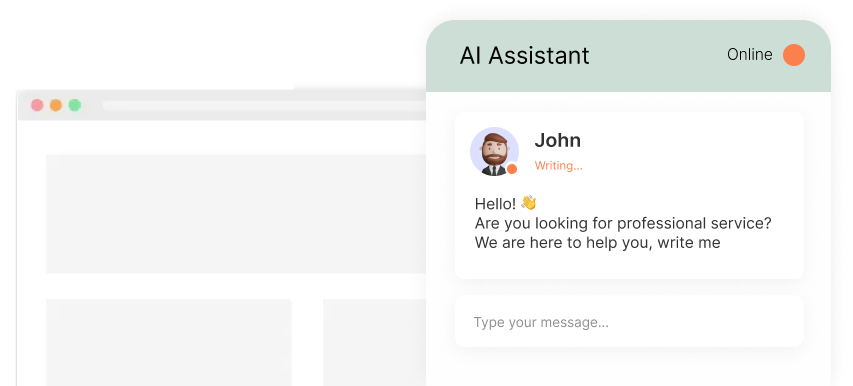 AI Assistant
Online
John
Writing...
Hello! 👋
Are you looking for professional service?
We are here to help you, write me
Type your message...